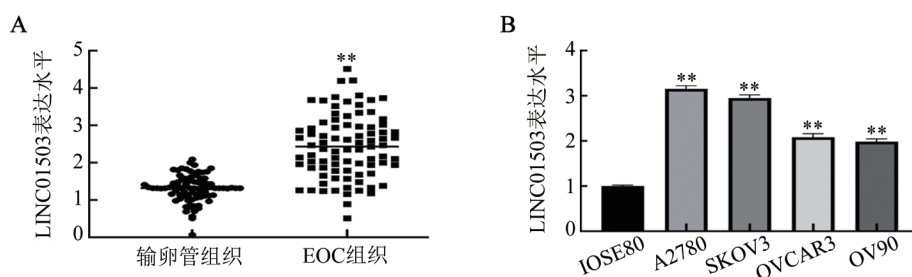 A
LINC01503表达水平
5
4
3
2
1
0
**
输卵管组织
EOC组织
B
LINC01503表达水平
4
3
2
1
0
**
**
**
**
IOSE80
A2780
SKOV3
OVCAR3
OV90